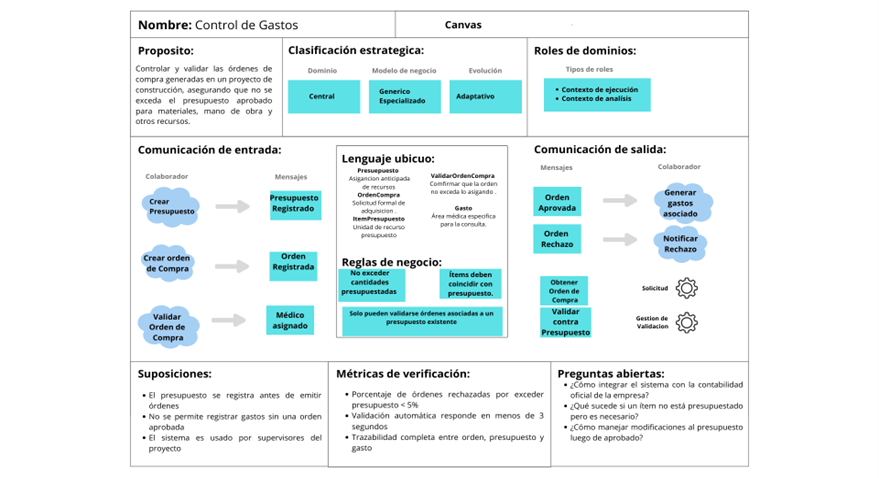 Nombre: Control de Gastos
Canvas
Proposito:
Controlar y validar las órdenes de
compra generadas en un proyecto de
construcción, asegurando que no se
exceda el presupuesto aprobado
para materiales, mano de obra y
otros recursos.
Clasificación estrategica:
Dominio
Modelo de negocio
Evolución
Central
Generico
Especializado
Adaptativo
Roles de dominios:
Tipos de roles
• Contexto de ejecución
• Contexto de analísis
Comunicación de entrada:
Colaborador
Mensajes
Crear
Presupuesto
Presupuesto
Registrado
Crear orden
de Compra
Orden
Registrada
Validar
Orden de
Compra
Médico
asignado
Lenguaje ubicuo:
Presuepuesto
Asigancion anticipada
de recursos
OrdenCompra
Solicitud formal de
adquisicion .
ItemPresupuesto
Unidad de recurso
presupuesto
ValidarOrdenCompra
Comfirmar que la orden
no exceda lo asigando .
Gasto
Área médica especifica
para la consulta.
Reglas de negocio:
No exceder
cantidades
presupuestadas
Ítems deben
coincidir con
presupuesto.
Solo pueden validarse órdenes asociadas a un
presupuesto existente
Comunicación de salida:
Mensajes
Colaborador
Orden
Aprovada
Generar
gastos
asociado
Orden
Rechazo
Notificar
Rechazo
Obtener
Orden de
Compra
Solicitud
Validar
contra
Presupuesto
Gestion de
Validacion
Suposiciones:
• El presupuesto se registra antes de emitir
órdenes
• No se permite registrar gastos sin una orden
aprobada
• El sistema es usado por supervisores del
proyecto
Métricas de verificación:
• Porcentaje de órdenes rechazadas por exceder
presupuesto < 5%
• Validación automática responde en menos de 3
segundos
• Trazabilidad completa entre orden, presupuesto y
gasto
Preguntas abiertas:
• ¿Cómo integrar el sistema con la contabilidad
oficial de la empresa?
• ¿Qué sucede si un ítem no está presupuestado
pero es necesario?
• ¿Cómo manejar modificaciones al presupuesto
luego de aprobado?